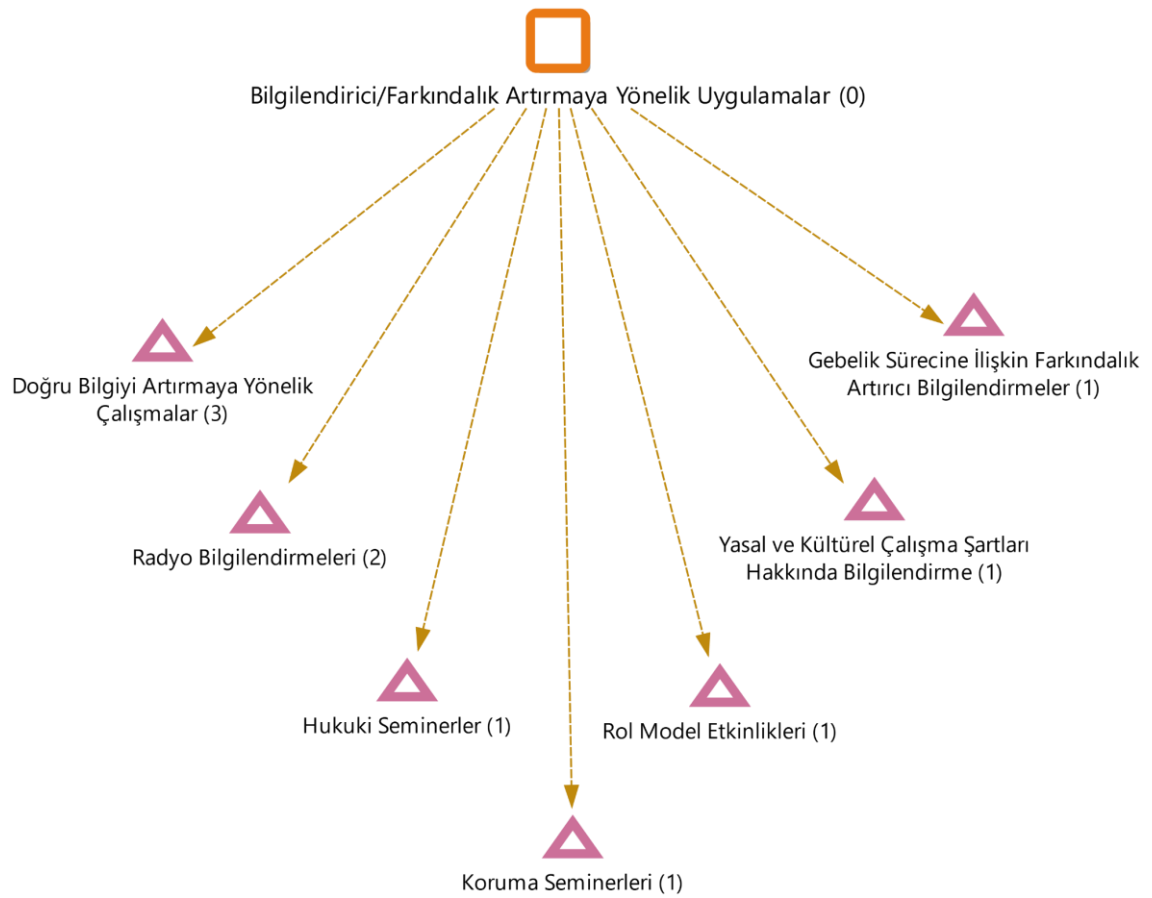 Bilgilendirici/Farkındalık Artırmaya Yönelik Uygulamalar (0)
Gebelik Sürecine İlişkin Farkındalık
Artırıcı Bilgilendirmeler (1)
Doğru Bilgiyi Artırmaya Yönelik
Çalışmalar (3)
Yasal ve Kültürel Çalışma Şartları
Hakkında Bilgilendirme (1)
Radyo Bilgilendirmeleri (2)
Hukuki Seminerler (1)
Rol Model Etkinlikleri (1)
Koruma Seminerleri (1)